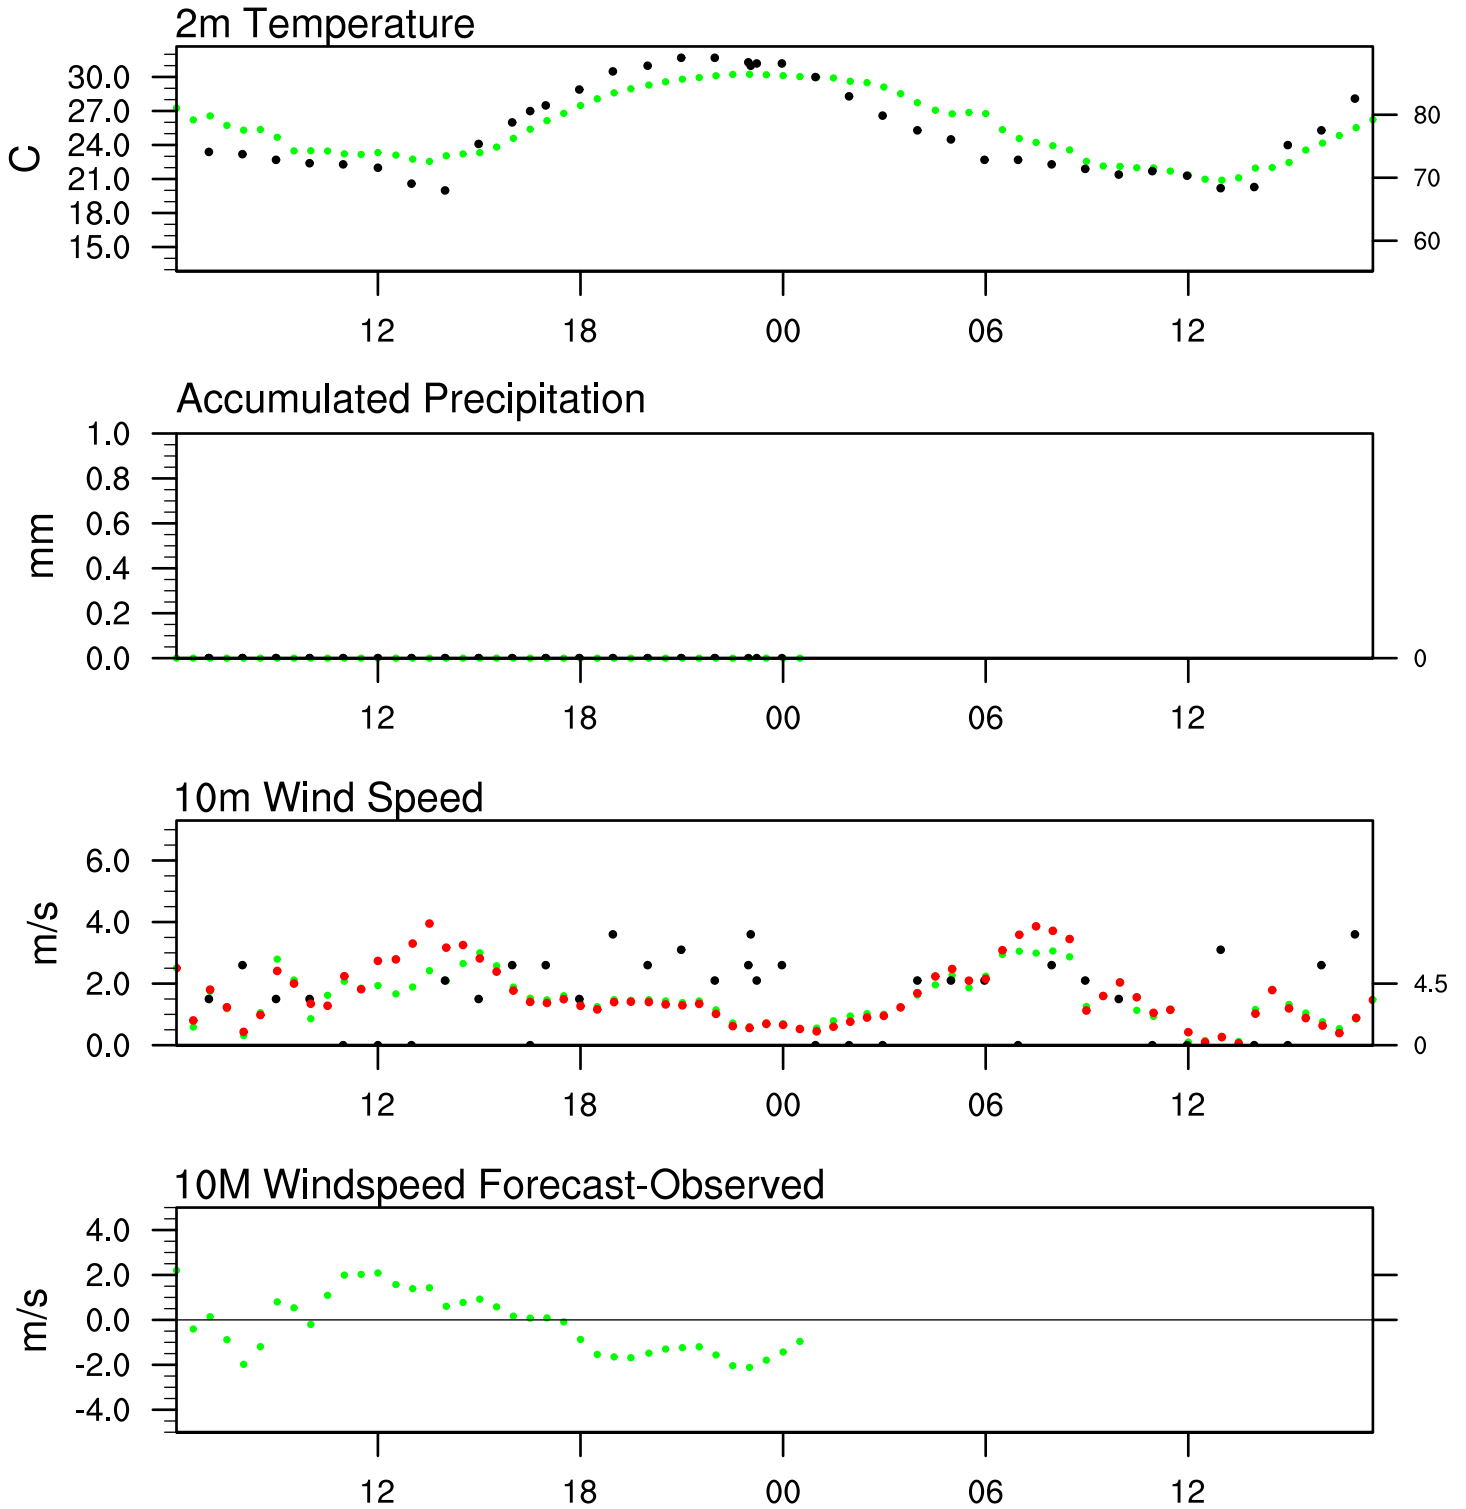 2m Temperature
30.0
27.0
24.0
21.0
18.0
15.0
C
80
70
60
12 18 00 06 12
Accumulated Precipitation
1.0
0.8
0.6
0.4
0.2
0.0
mm
0
12 18 00 06 12
10m Wind Speed
6.0
4.0
2.0
0.0
m/s
4.5
0
12 18 00 06 12
10M Windspeed Forecast-Observed
4.0
2.0
0.0
-2.0
-4.0
m/s
12 18 00 06 12